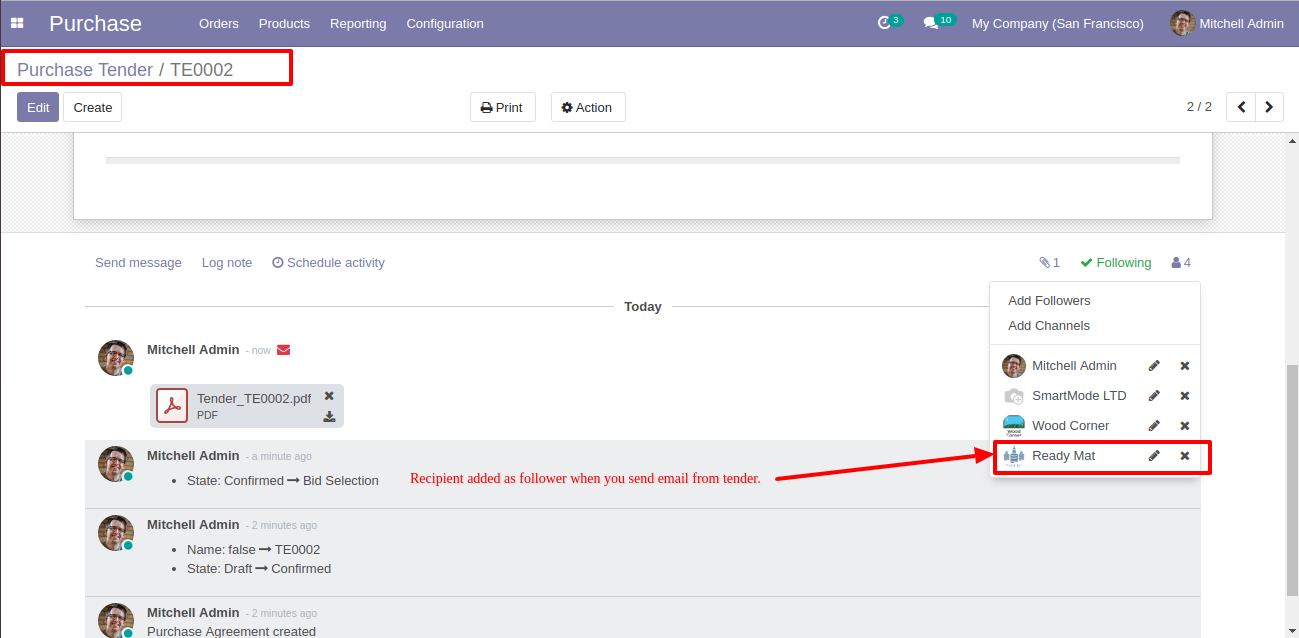 Purchase Orders Products Reporting Configuration 3 10 My Company (San Francisco) Mitchell Admin
Purchase Tender / TE0002
Edit Create Print Action 2 / 2
Send message Log note Schedule activity 1 Following 4
Add Followers
Today
Add Channels
Mitchell Admin - now
Mitchell Admin
Tender_TE0002.pdf
PDF
SmartMode LTD
Wood Corner
Ready Mat
Mitchell Admin - a minute ago
• State: Confirmed → Bid Selection
Recipient added as follower when you send email from tender.
Mitchell Admin - 2 minutes ago
• Name: false → TE0002
• State: Draft → Confirmed
Mitchell Admin - 2 minutes ago
Purchase Agreement created